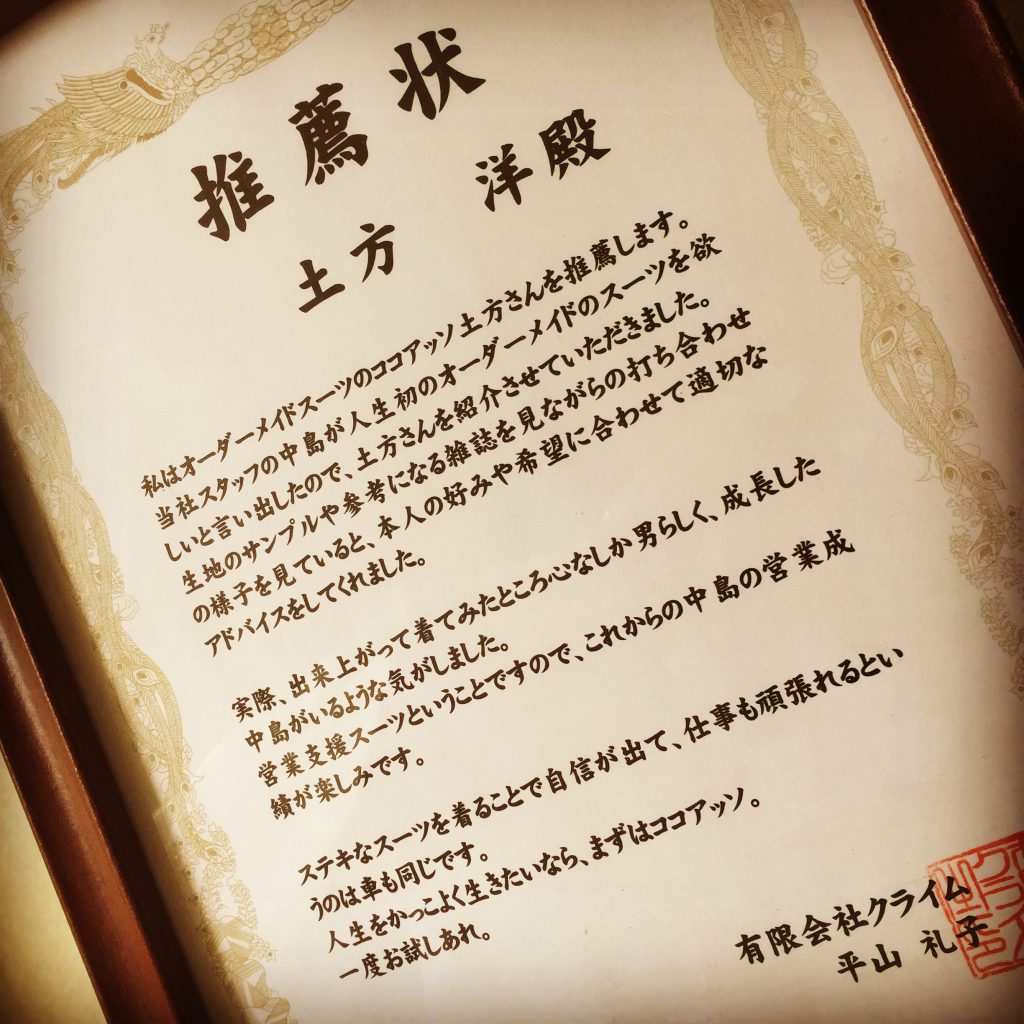 推薦状
土方 洋殿
私はオーダーメイドスーツのココアッソ土方さんを推薦します。
当社スタッフの中島が人生初のオーダーメイドのスーツを欲
しいと言い出したので、土方さんを紹介させていただきました。
生地のサンプルや参考になる雑誌を見ながらの打ち合わせ
の様子を見ていると、本人の好みや希望に合わせて適切な
アドバイスをしてくれました。
実際、出来上がって着てみたところ心なしか男らしく、成長した
中島がいるような気がしました。
営業支援スーツということですので、これからの中島の営業成
績が楽しみです。
ステキなスーツを着ることで自信が出て、仕事も頑張れるとい
うのは車も同じです。
人生をかっこよく生きたいなら、まずはココアッソ。
一度お試しあれ。
有限会社クライム
平山 礼子